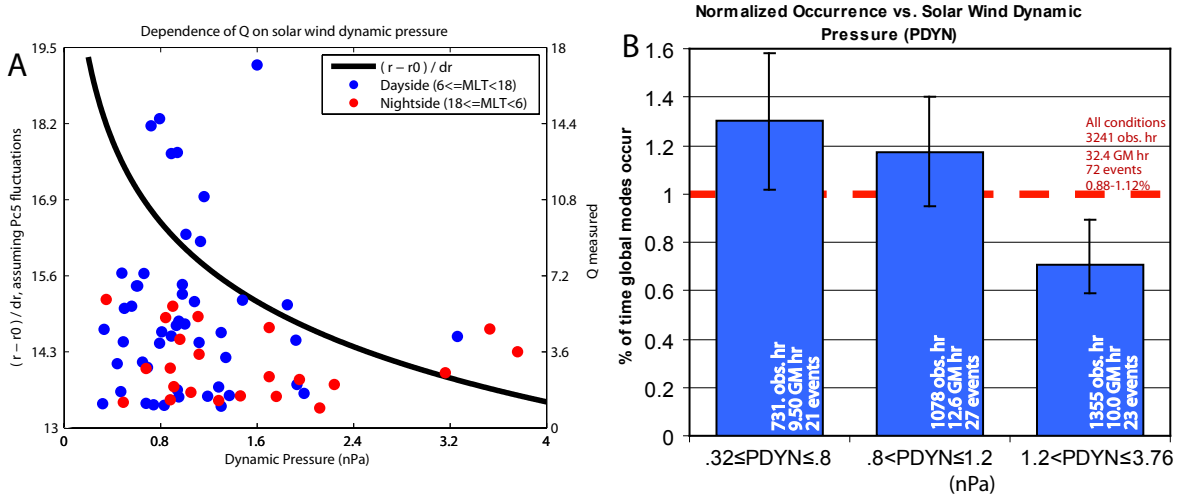 A
Dependence of Q on solar wind dynamic pressure
19.5
18.2
16.9
15.6
14.3
13
(r − r0) / dr, assuming Pc5 fluctuations
18
14.4
10.8
7.2
3.6
0
Q measured
(r − r0) / dr
Dayside (6<=MLT<18)
Nightside (18<=MLT<6)
0 0.8 1.6 2.4 3.2 4
Dynamic Pressure (nPa)
B
Normalized Occurrence vs. Solar Wind Dynamic
Pressure (PDYN)
1.6
1.4
1.2
1
0.8
0.6
0.4
0.2
0
% of time global modes occur
All conditions
3241 obs. hr
32.4 GM hr
72 events
0.88-1.12%
731. obs. hr
9.50 GM hr
21 events
1078 obs. hr
12.6 GM hr
27 events
1355 obs. hr
10.0 GM hr
23 events
.32≤PDYN≤.8 .8<PDYN≤1.2 1.2<PDYN≤3.76
(nPa)